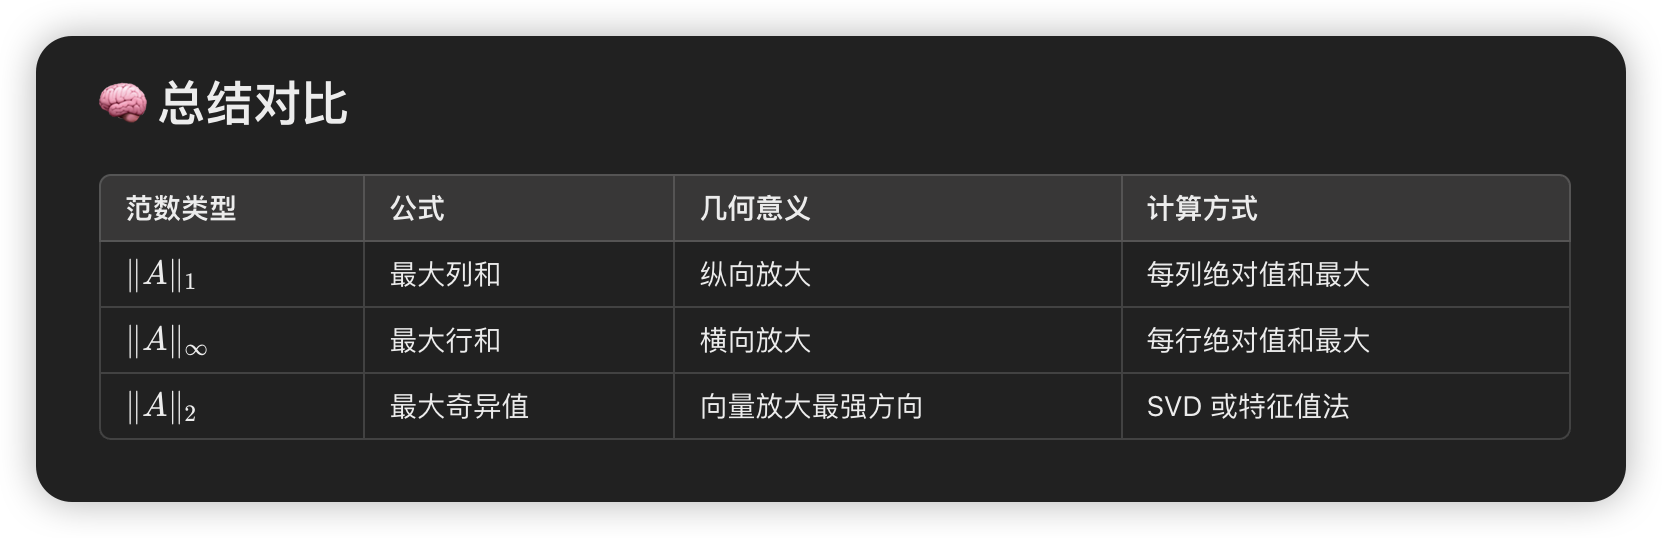 🧠 总结对比
范数类型 公式 几何意义 计算方式
‖A‖₁ 最大列和 纵向放大 每列绝对值和最大
‖A‖∞ 最大行和 横向放大 每行绝对值和最大
‖A‖₂ 最大奇异值 向量放大最强方向 SVD 或特征值法